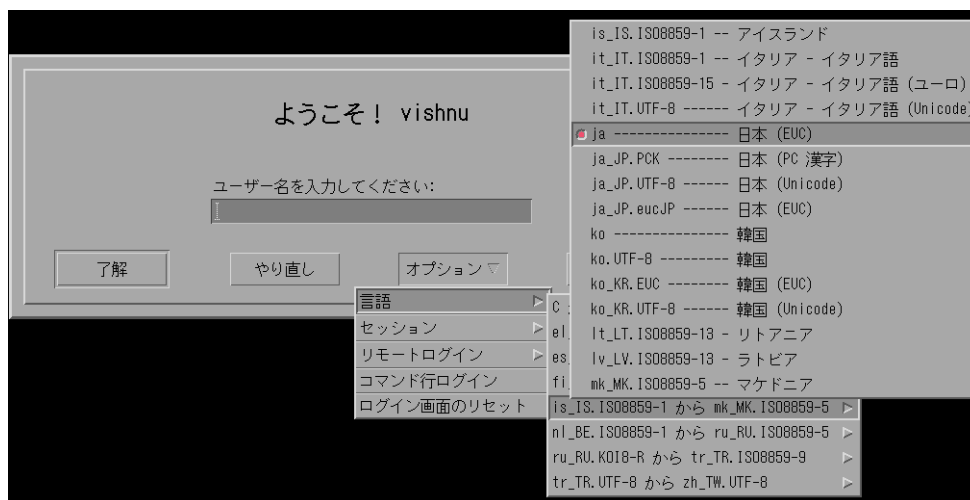 ようこそ！ vishnu
ユーザー名を入力してください:
了解
やり直し
オプション
言語
セッション
リモートログイン
コマンド行ログイン
ログイン画面のリセット
C
el_
es_
fi_
is_IS.ISO8859-1 から mk_MK.ISO8859-5
nl_BE.ISO8859-1 から ru_RU.ISO8859-5
ru_RU.KOI8-R から tr_TR.ISO8859-9
tr_TR.UTF-8 から zh_TW.UTF-8
is_IS.ISO8859-1 -- アイスランド
it_IT.ISO8859-1 -- イタリア - イタリア語
it_IT.ISO8859-15 - イタリア - イタリア語 (ユーロ)
it_IT.UTF-8 ------ イタリア - イタリア語 (Unicode)
ja --------------- 日本 (EUC)
ja_JP.PCK -------- 日本 (PC 漢字)
ja_JP.UTF-8 ------ 日本 (Unicode)
ja_JP.eucJP ------ 日本 (EUC)
ko --------------- 韓国
ko.UTF-8 --------- 韓国
ko_KR.EUC -------- 韓国 (EUC)
ko_KR.UTF-8 ------ 韓国 (Unicode)
lt_LT.ISO8859-13 - リトアニア
lv_LV.ISO8859-13 - ラトビア
mk_MK.ISO8859-5 -- マケドニア